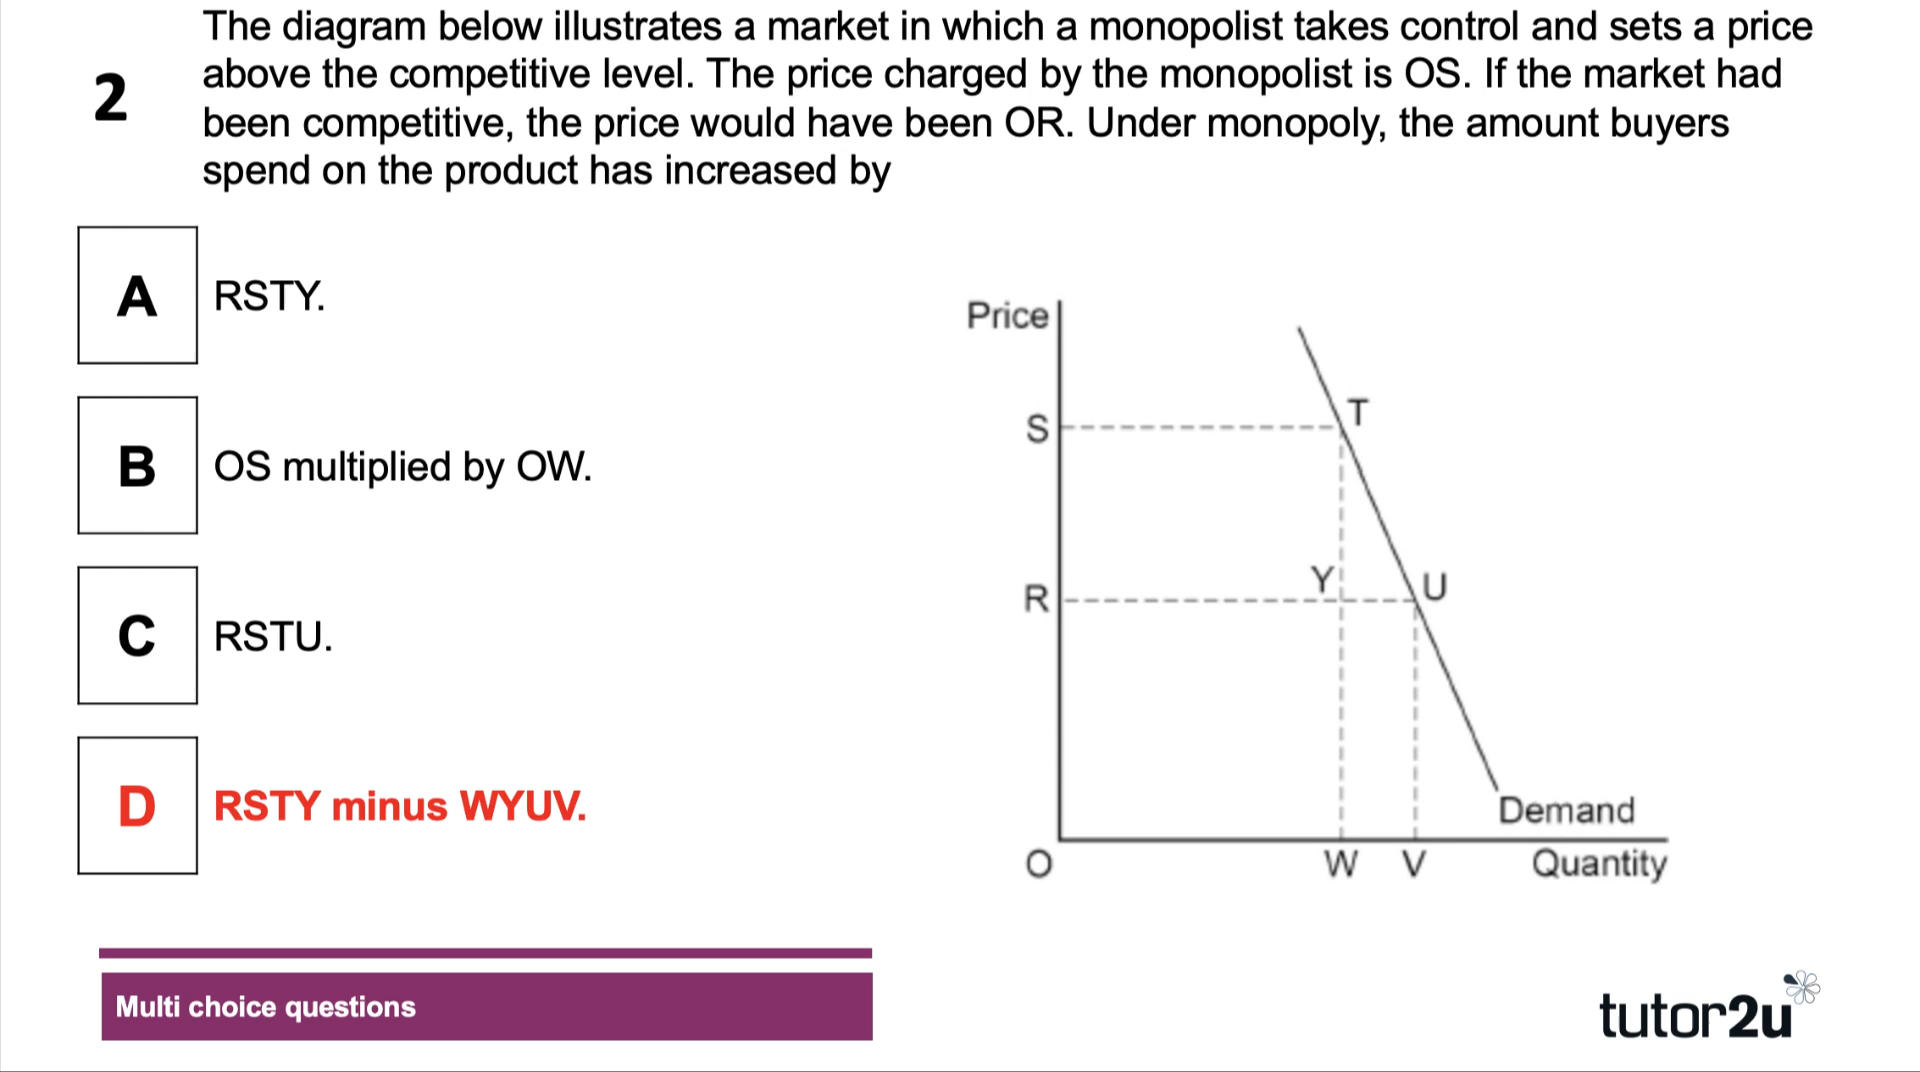 The diagram below illustrates a market in which a monopolist takes control and sets a price
above the competitive level. The price charged by the monopolist is OS. If the market had
2
been competitive, the price would have been OR. Under monopoly, the amount buyers
spend on the product has increased by
A RSTY.
B OS multiplied by OW.
C RSTU.
D RSTY minus WYUV.
Price
S
T
R
Y
U
Demand
O
W
V
Quantity
Multi choice questions
tutor2u